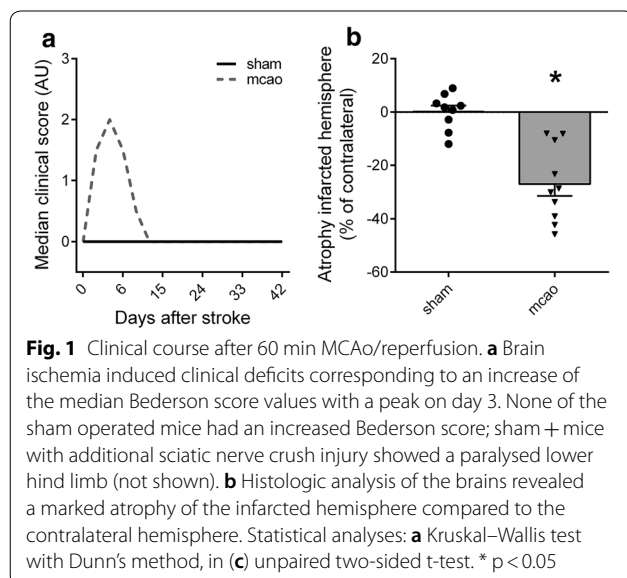 a
sham
mcao
Median clinical score (AU)
3
2
1
0
0
6
15
24
33
42
Days after stroke
b
*
Atrophy infarcted hemisphere
(% of contralateral)
20
0
-20
-40
-60
sham
mcao
Fig. 1 Clinical course after 60 min MCAo/reperfusion. a Brain
ischemia induced clinical deficits corresponding to an increase of
the median Bederson score values with a peak on day 3. None of the
sham operated mice had an increased Bederson score; sham + mice
with additional sciatic nerve crush injury showed a paralysed lower
hind limb (not shown). b Histologic analysis of the brains revealed
a marked atrophy of the infarcted hemisphere compared to the
contralateral hemisphere. Statistical analyses: a Kruskal–Wallis test
with Dunn's method, in (c) unpaired two-sided t-test. * p < 0.05